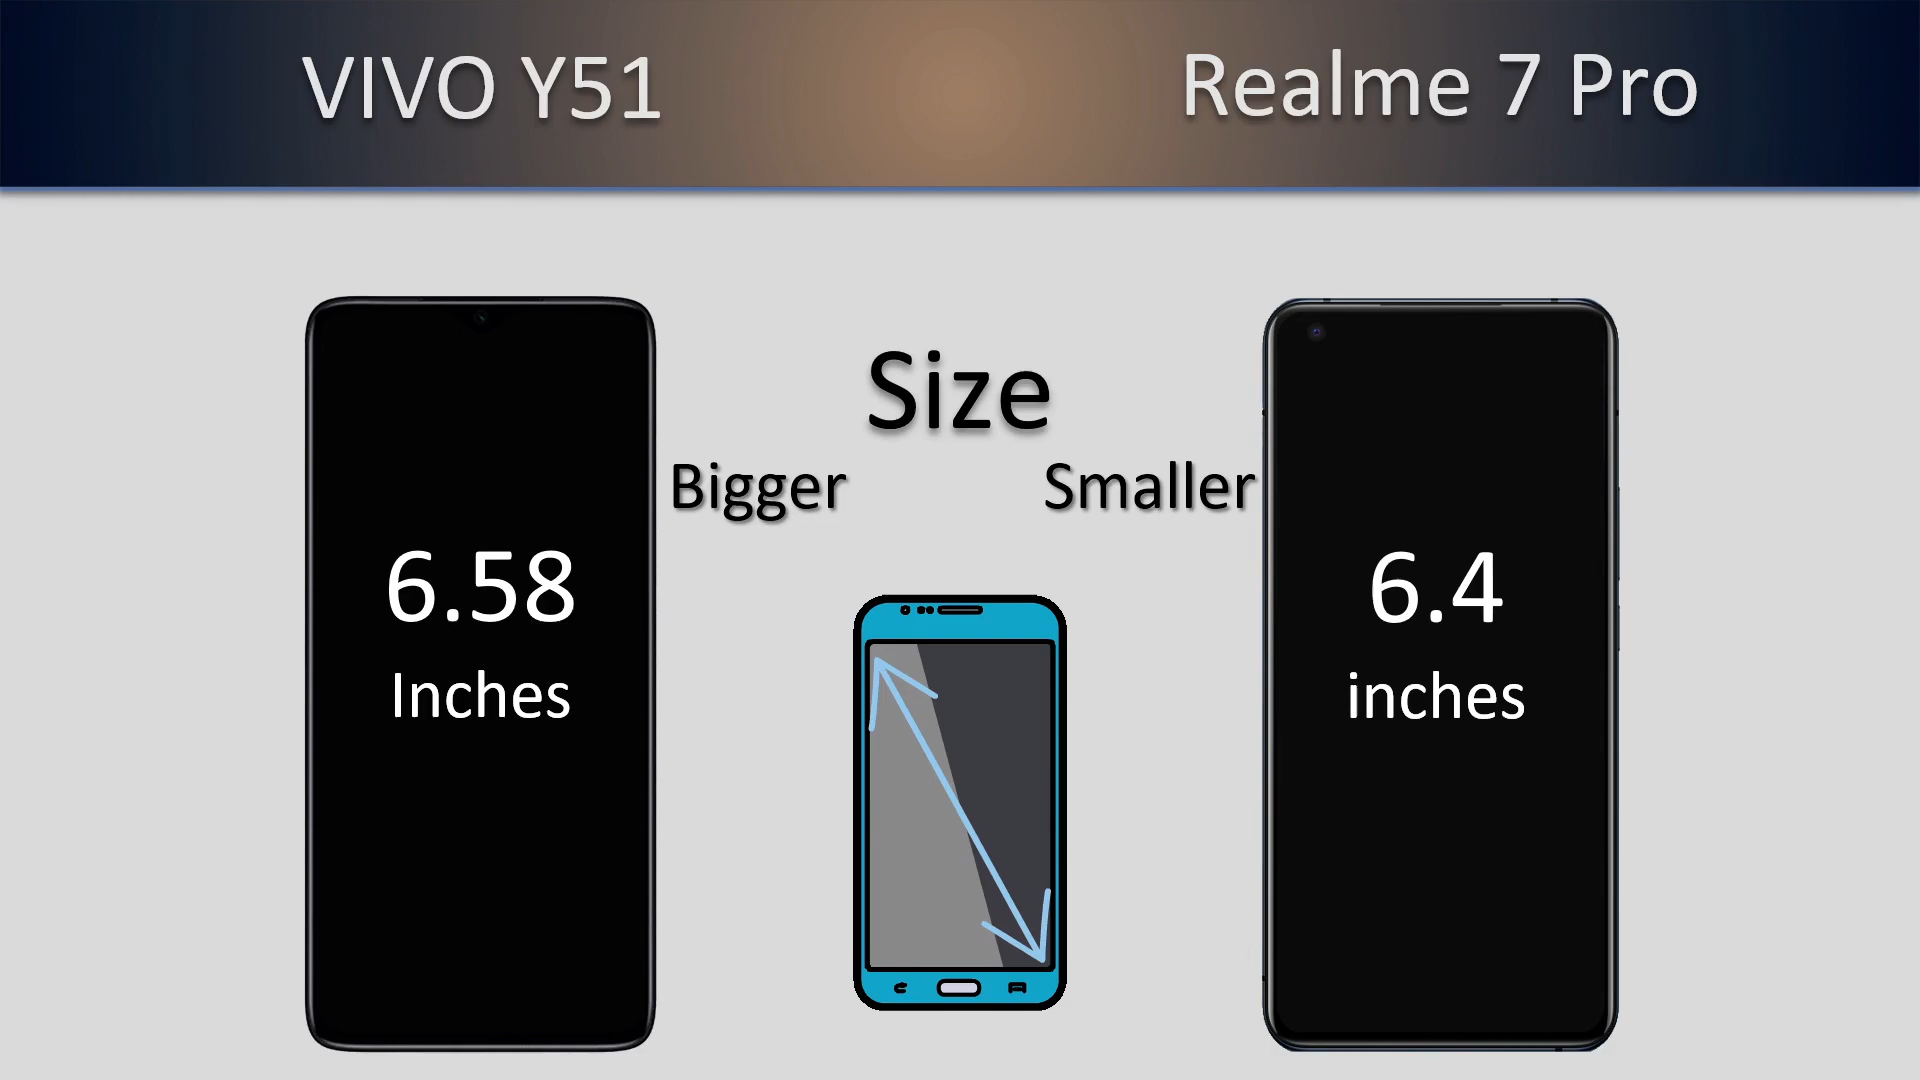 VIVO Y51
Realme 7 Pro
Size
Bigger
Smaller
6.58
Inches
6.4
inches